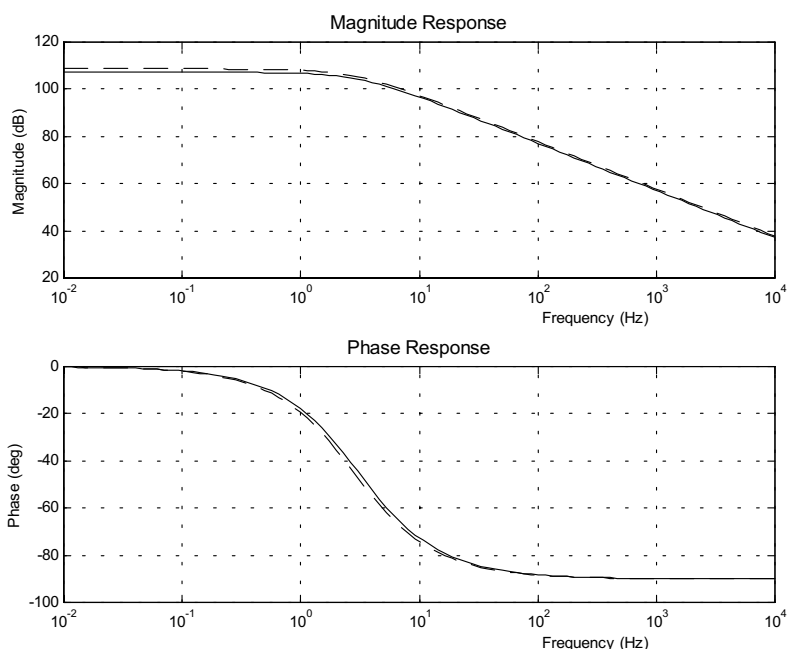 Magnitude Response
120
100
80
60
40
20
Magnitude (dB)
10^-2 10^-1 10^0 10^1 10^2 10^3 10^4
Frequency (Hz)
Phase Response
0
-20
-40
-60
-80
-100
Phase (deg)
10^-2 10^-1 10^0 10^1 10^2 10^3 10^4
Frequency (Hz)